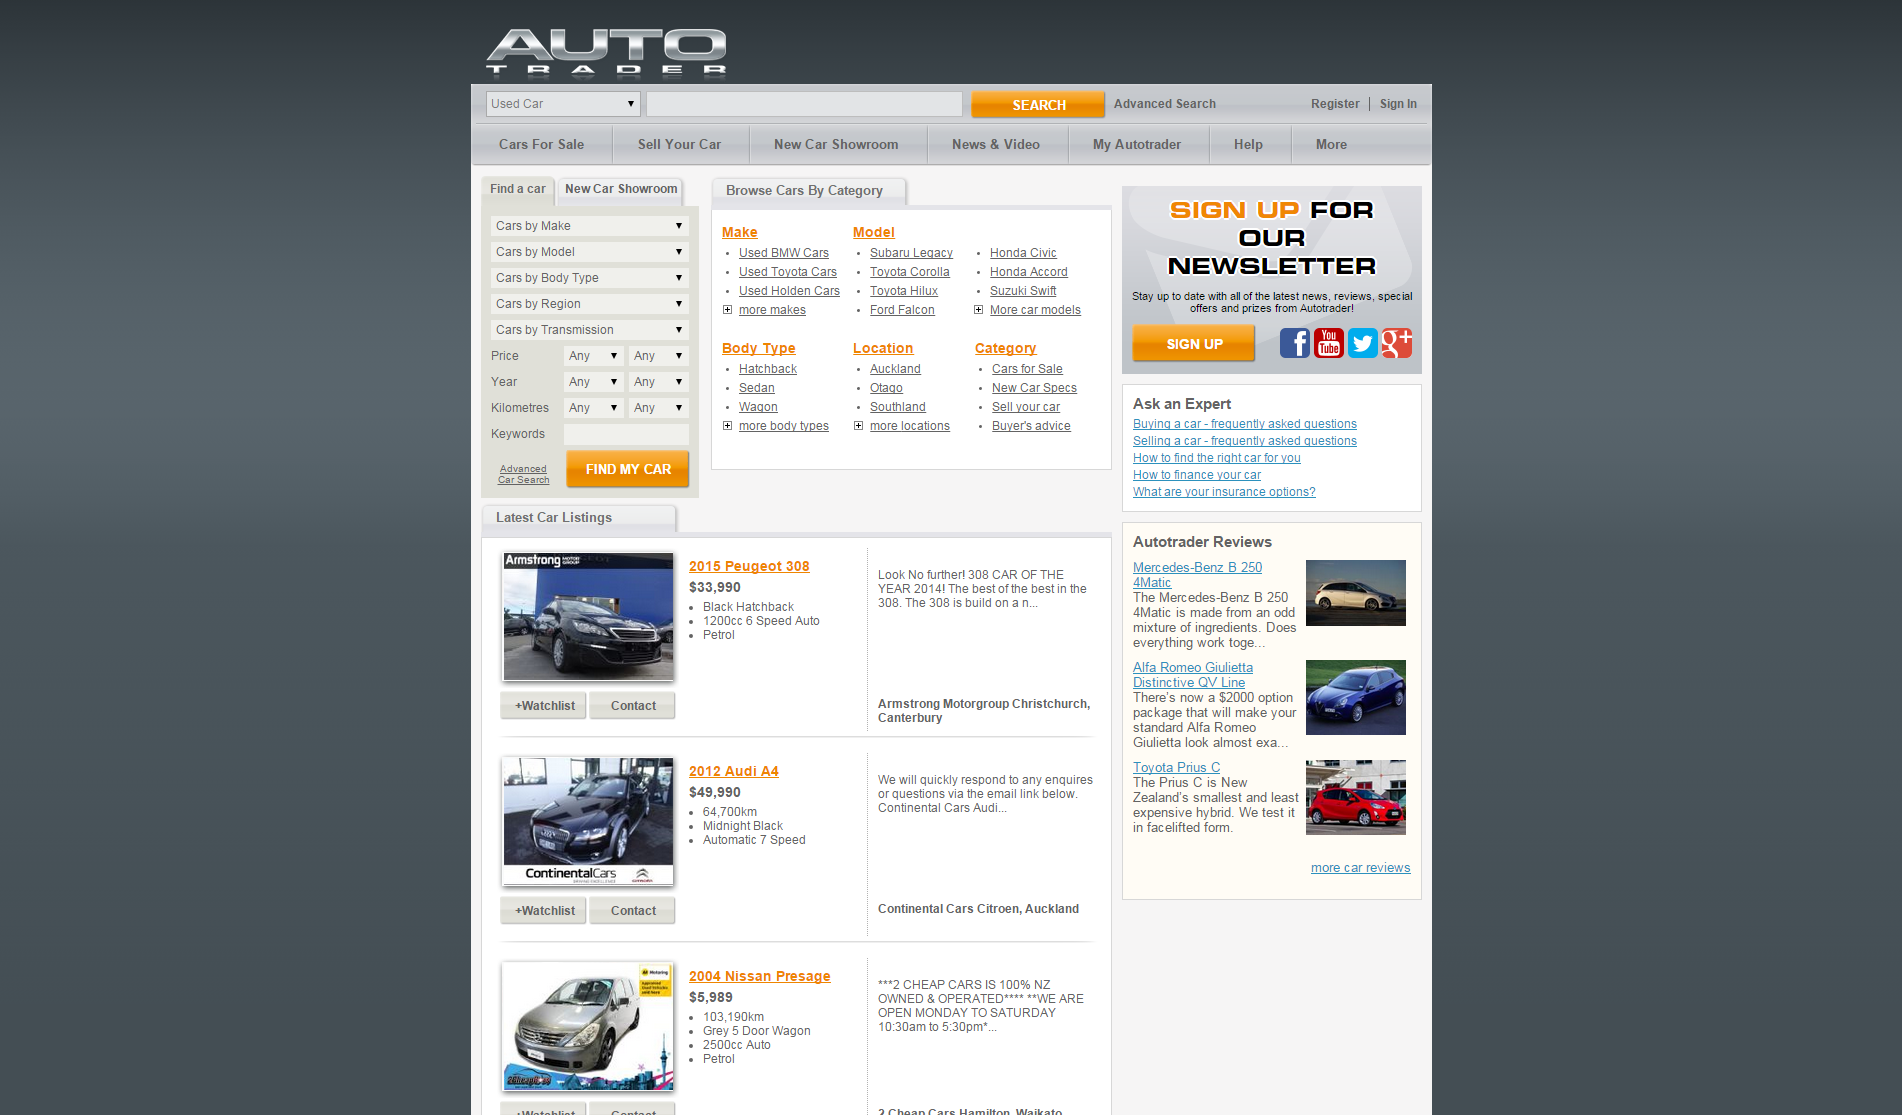 AUTO
TRADER
Used Car
SEARCH
Advanced Search
Register
Sign In
Cars For Sale
Sell Your Car
New Car Showroom
News & Video
My Autotrader
Help
More
Find a car
New Car Showroom
Cars by Make
Cars by Model
Cars by Body Type
Cars by Region
Cars by Transmission
Price Any Any
Year Any Any
Kilometres Any Any
Keywords
Advanced
Car Search
FIND MY CAR
Browse Cars By Category
Make
Used BMW Cars
Used Toyota Cars
Used Holden Cars
more makes
Model
Subaru Legacy
Toyota Corolla
Toyota Hilux
Ford Falcon
Honda Civic
Honda Accord
Suzuki Swift
More car models
Body Type
Hatchback
Sedan
Wagon
more body types
Location
Auckland
Otago
Southland
more locations
Category
Cars for Sale
New Car Specs
Sell your car
Buyer's advice
SIGN UP FOR
OUR
NEWSLETTER
Stay up to date with all of the latest news, reviews, special
offers and prizes from Autotrader!
SIGN UP
You
Tube
Ask an Expert
Buying a car - frequently asked questions
Selling a car - frequently asked questions
How to find the right car for you
How to finance your car
What are your insurance options?
Autotrader Reviews
Mercedes-Benz B 250
4Matic
The Mercedes-Benz B 250
4Matic is made from an odd
mixture of ingredients. Does
everything work toge...
Alfa Romeo Giulietta
Distinctive QV Line
There's now a $2000 option
package that will make your
standard Alfa Romeo
Giulietta look almost exa...
Toyota Prius C
The Prius C is New
Zealand's smallest and least
expensive hybrid. We test it
in facelifted form.
more car reviews
Latest Car Listings
Armstrong MOTOR GROUP
2015 Peugeot 308
$33,990
Black Hatchback
1200cc 6 Speed Auto
Petrol
Look No further! 308 CAR OF THE
YEAR 2014! The best of the best in the
308. The 308 is build on a n...
Armstrong Motorgroup Christchurch,
Canterbury
+Watchlist
Contact
2012 Audi A4
$49,990
64,700km
Midnight Black
Automatic 7 Speed
We will quickly respond to any enquires
or questions via the email link below.
Continental Cars Audi...
ContinentalCars
Continental Cars Citroen, Auckland
+Watchlist
Contact
2004 Nissan Presage
$5,989
103,190km
Grey 5 Door Wagon
2500cc Auto
Petrol
***2 CHEAP CARS IS 100% NZ
OWNED & OPERATED**** **WE ARE
OPEN MONDAY TO SATURDAY
10:30am to 5:30pm*...
2 Cheap Cars Hamilton, Waikato
+Watchlist
Contact